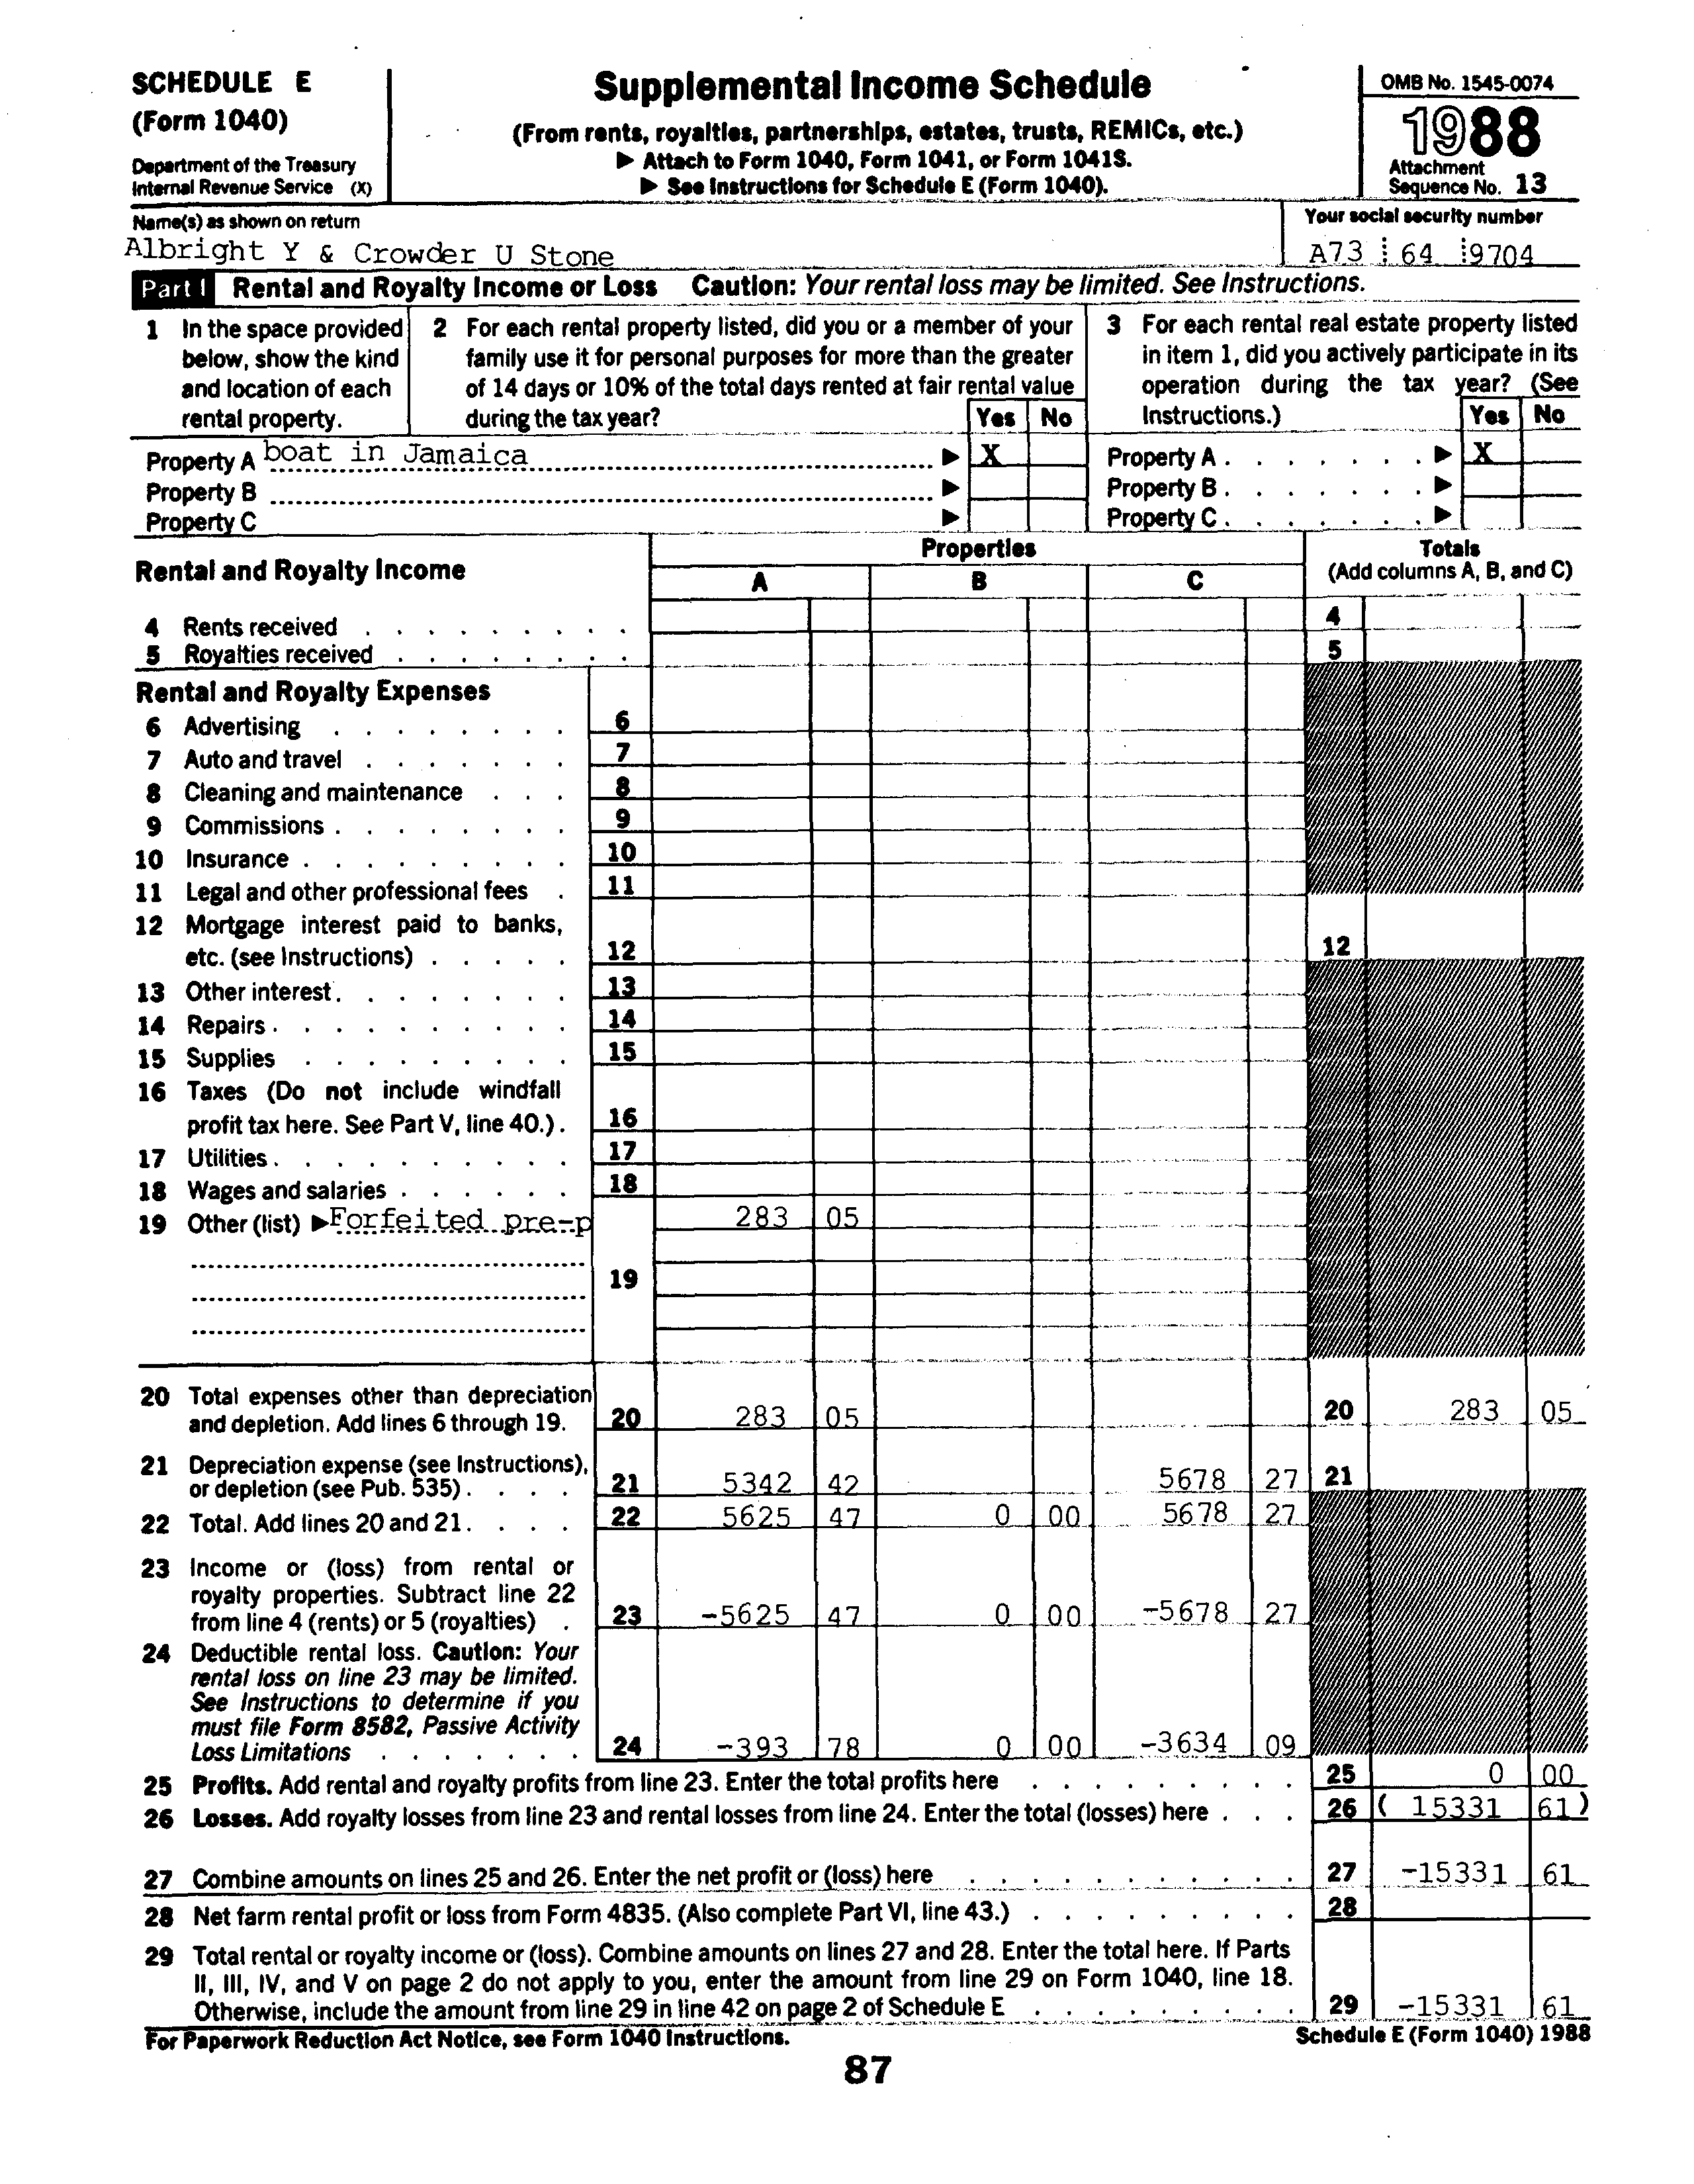 SCHEDULE E
(Form 1040)
Department of the Treasury
Internal Revenue Service (X)
Supplemental Income Schedule
(From rents, royalties, partnerships, estates, trusts, REMICs, etc.)
▶ Attach to Form 1040, Form 1041, or Form 1041S.
▶ See Instructions for Schedule E (Form 1040).
OMB No. 1545-0074
1988
Attachment
Sequence No. 13
Name(s) as shown on return
Albright Y & Crowder U Stone
Your social security number
A73 64 9704
Part I Rental and Royalty Income or Loss Caution: Your rental loss may be limited. See Instructions.
1 In the space provided
below, show the kind
and location of each
rental property.
2 For each rental property listed, did you or a member of your
family use it for personal purposes for more than the greater
of 14 days or 10% of the total days rented at fair rental value
during the tax year? Yes No
3 For each rental real estate property listed
in item 1, did you actively participate in its
operation during the tax year? (See
Instructions.) Yes No
Property A boat in Jamaica ▶ X Property A . . . . . . . ▶ X
Property B ▶ Property B . . . . . . . ▶
Property C ▶ Property C . . . . . . . ▶
Rental and Royalty Income
Properties
A B C
Totals
(Add columns A, B, and C)
4 Rents received . . . . . . . . . 4
5 Royalties received . . . . . . . . 5
Rental and Royalty Expenses
6 Advertising . . . . . . . . 6
7 Auto and travel . . . . . . . 7
8 Cleaning and maintenance . . . 8
9 Commissions . . . . . . . . 9
10 Insurance . . . . . . . . . 10
11 Legal and other professional fees . 11
12 Mortgage interest paid to banks,
etc. (see Instructions) . . . . . 12 12
13 Other interest . . . . . . . . 13
14 Repairs . . . . . . . . . . 14
15 Supplies . . . . . . . . . 15
16 Taxes (Do not include windfall
profit tax here. See Part V, line 40.) . 16
17 Utilities . . . . . . . . . . 17
18 Wages and salaries . . . . . . 18
19 Other (list) ▶ Forfeited pre-p 283 05
19
20 Total expenses other than depreciation
and depletion. Add lines 6 through 19. 20 283 05 20 283 05
21 Depreciation expense (see Instructions),
or depletion (see Pub. 535) . . . . 21 5342 42 5678 27 21
22 Total. Add lines 20 and 21 . . . . 22 5625 47 0 00 5678 27
23 Income or (loss) from rental or
royalty properties. Subtract line 22
from line 4 (rents) or 5 (royalties) . 23 -5625 47 0 00 -5678 27
24 Deductible rental loss. Caution: Your
rental loss on line 23 may be limited.
See Instructions to determine if you
must file Form 8582, Passive Activity
Loss Limitations . . . . . . . 24 -393 78 0 00 -3634 09
25 Profits. Add rental and royalty profits from line 23. Enter the total profits here . . . . . . . . . 25 0 00
26 Losses. Add royalty losses from line 23 and rental losses from line 24. Enter the total (losses) here . . . 26 ( 15331 61 )
27 Combine amounts on lines 25 and 26. Enter the net profit or (loss) here . . . . . . . . . . . 27 -15331 61
28 Net farm rental profit or loss from Form 4835. (Also complete Part VI, line 43.) . . . . . . . . . 28
29 Total rental or royalty income or (loss). Combine amounts on lines 27 and 28. Enter the total here. If Parts
II, III, IV, and V on page 2 do not apply to you, enter the amount from line 29 on Form 1040, line 18.
Otherwise, include the amount from line 29 in line 42 on page 2 of Schedule E . . . . . . . . . 29 -15331 61
For Paperwork Reduction Act Notice, see Form 1040 Instructions. Schedule E (Form 1040) 1988
87